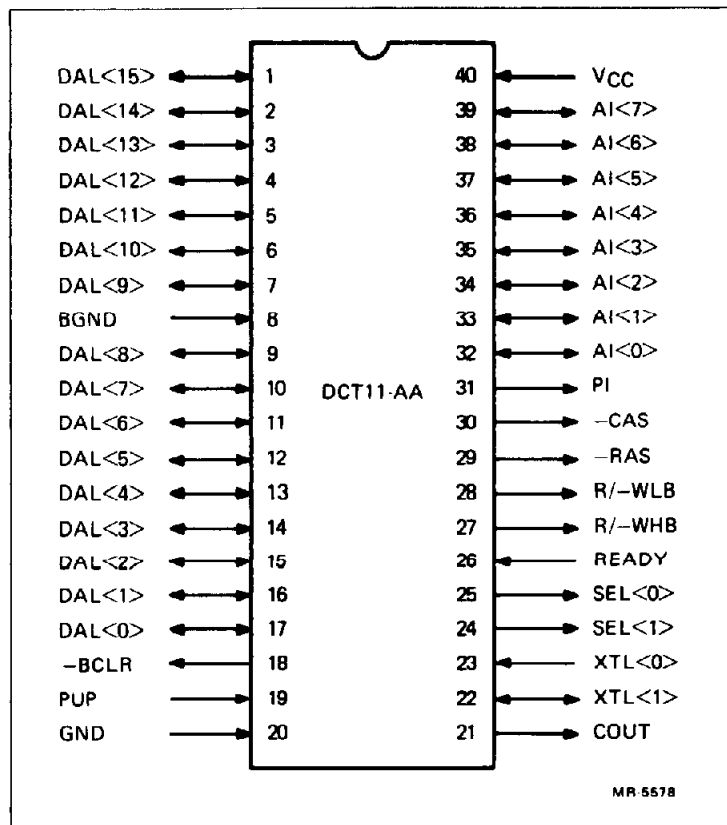 DAL<15> 1 40 VCC
DAL<14> 2 39 AI<7>
DAL<13> 3 38 AI<6>
DAL<12> 4 37 AI<5>
DAL<11> 5 36 AI<4>
DAL<10> 6 35 AI<3>
DAL<9> 7 34 AI<2>
BGND 8 33 AI<1>
DAL<8> 9 32 AI<0>
DAL<7> 10 DCT11-AA 31 PI
DAL<6> 11 30 -CAS
DAL<5> 12 29 -RAS
DAL<4> 13 28 R/-WLB
DAL<3> 14 27 R/-WHB
DAL<2> 15 26 READY
DAL<1> 16 25 SEL<0>
DAL<0> 17 24 SEL<1>
-BCLR 18 23 XTL<0>
PUP 19 22 XTL<1>
GND 20 21 COUT
MR-5578